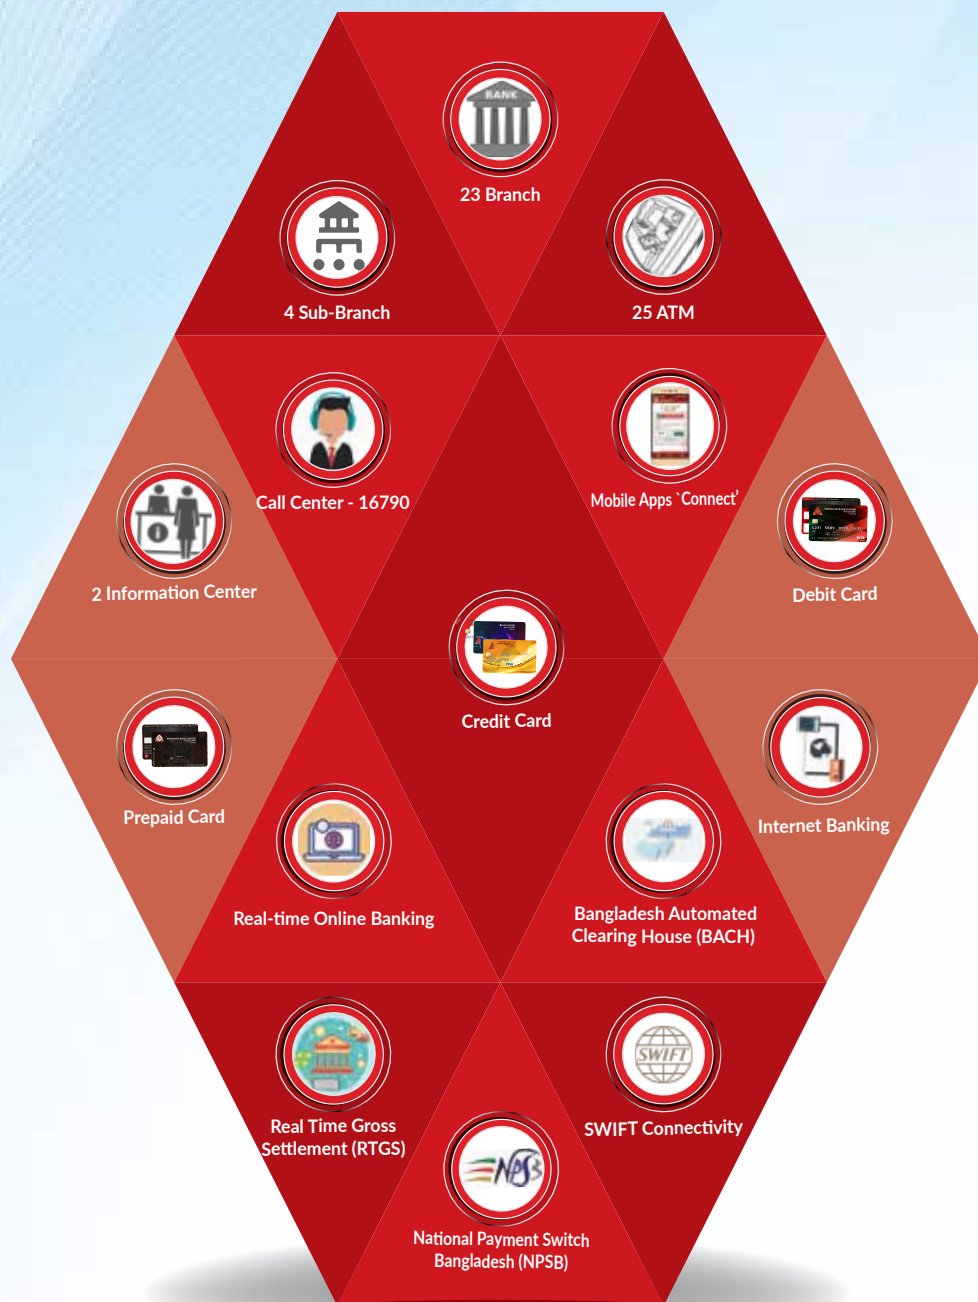 BANK
23 Branch
4 Sub-Branch
25 ATM
Call Center - 16790
Mobile Apps `Connect'
2 Information Center
Debit Card
Credit Card
Prepaid Card
Internet Banking
Real-time Online Banking
Bangladesh Automated
Clearing House (BACH)
Real Time Gross
Settlement (RTGS)
SWIFT
SWIFT Connectivity
NPSB
National Payment Switch
Bangladesh (NPSB)